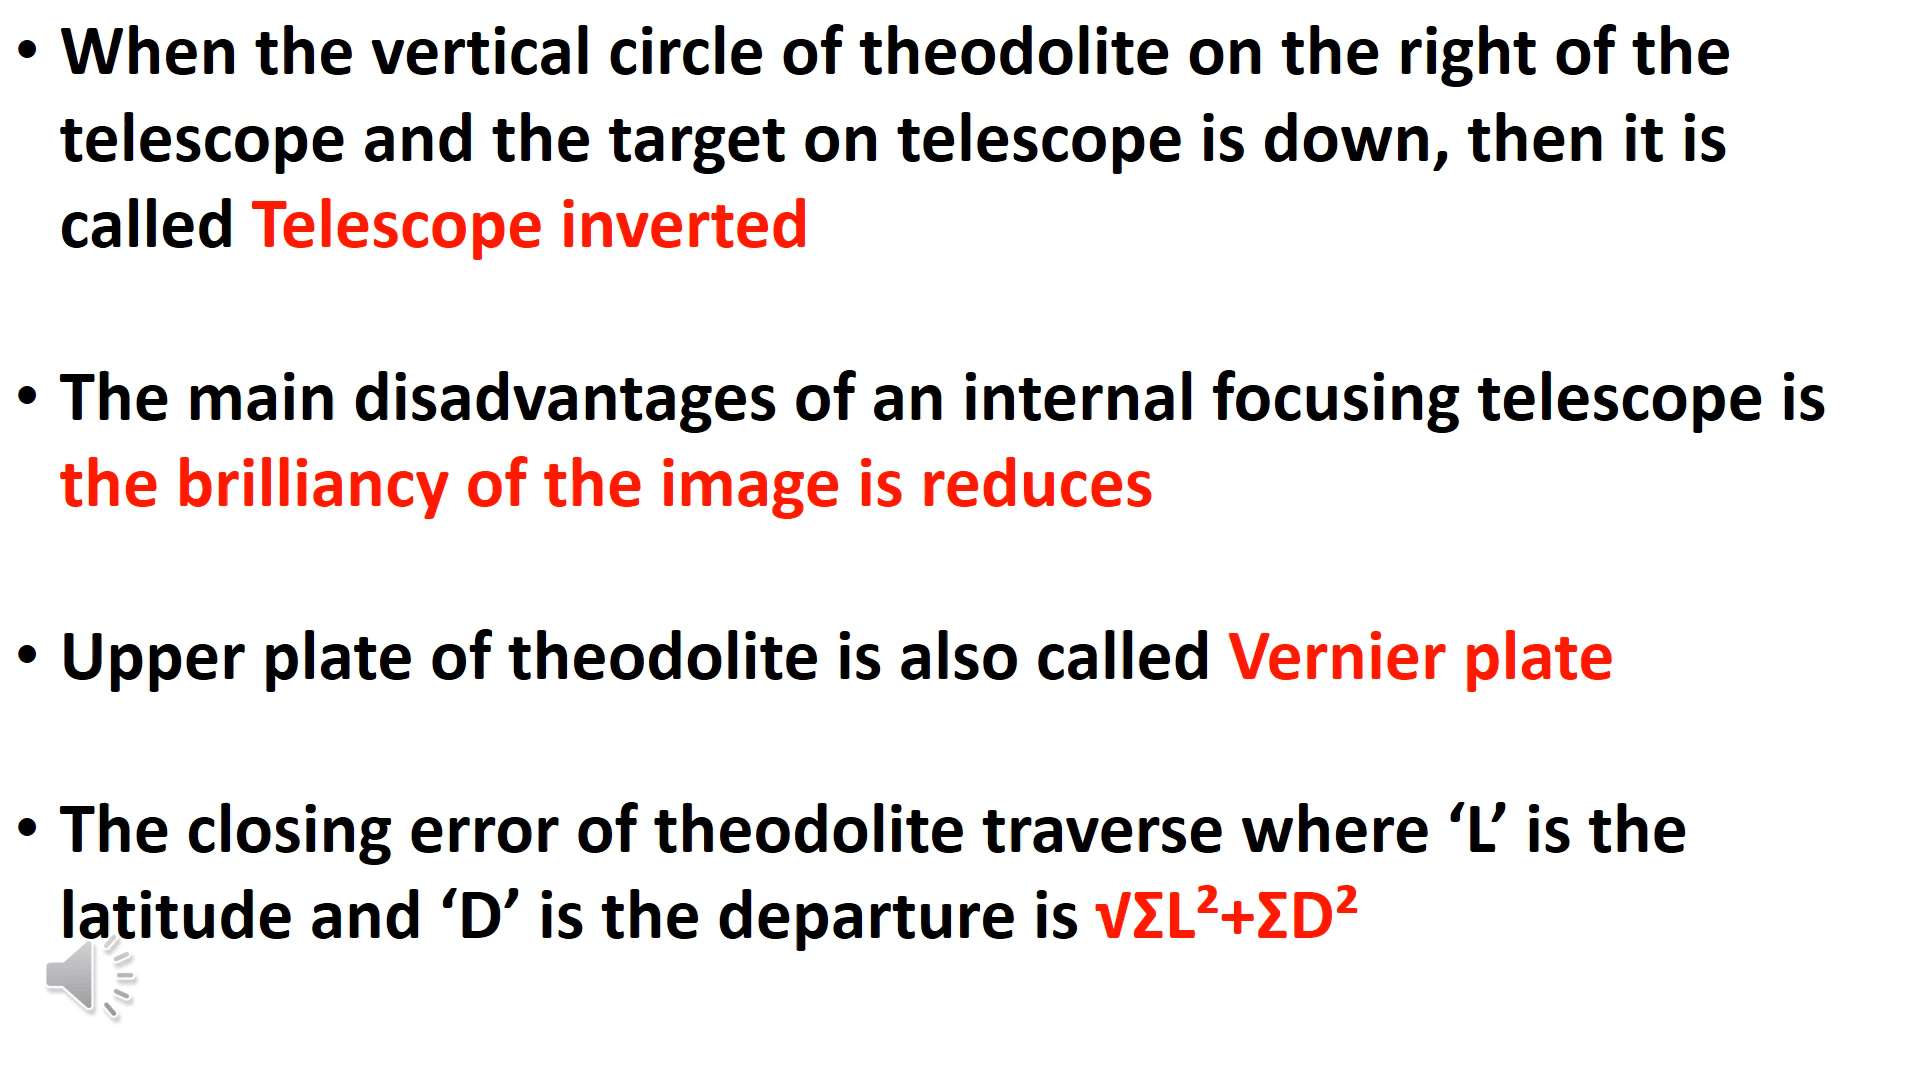 • When the vertical circle of theodolite on the right of the
telescope and the target on telescope is down, then it is
called Telescope inverted
• The main disadvantages of an internal focusing telescope is
the brilliancy of the image is reduces
• Upper plate of theodolite is also called Vernier plate
• The closing error of theodolite traverse where ‘L’ is the
latitude and ‘D’ is the departure is √ΣL²+ΣD²